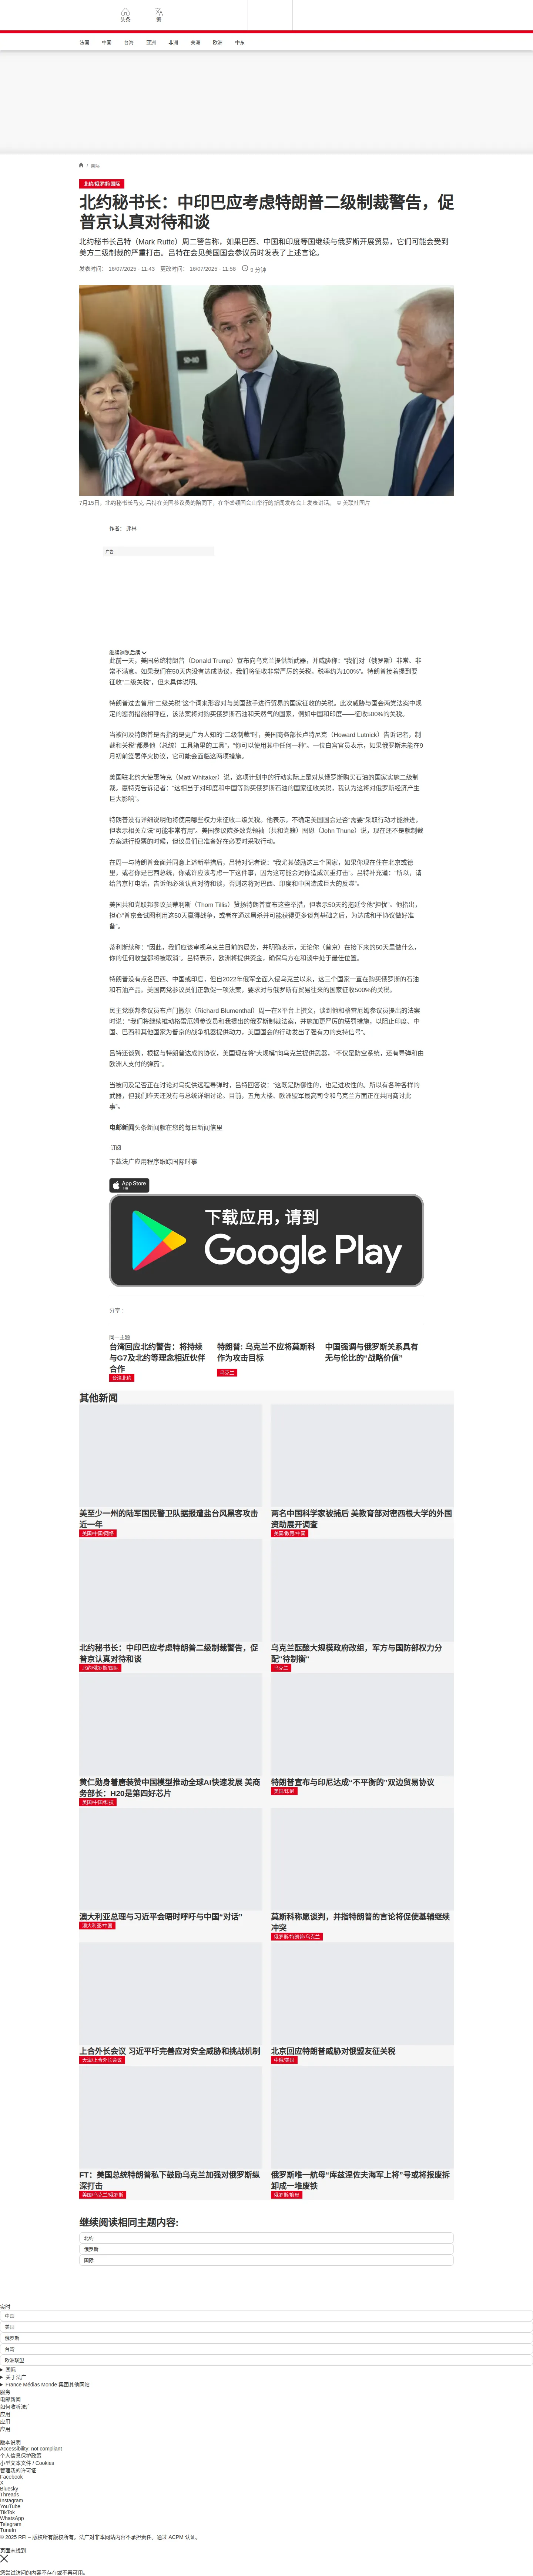 头条
繁
法国
中国
台海
亚洲
非洲
美洲
欧洲
中东
/ 国际
北约/俄罗斯/国际
北约秘书长：中印巴应考虑特朗普二级制裁警告，促
普京认真对待和谈
北约秘书长吕特（Mark Rutte）周二警告称，如果巴西、中国和印度等国继续与俄罗斯开展贸易，它们可能会受到
美方二级制裁的严重打击。吕特在会见美国国会参议员时发表了上述言论。
发表时间： 16/07/2025 - 11:43 更改时间： 16/07/2025 - 11:58
分钟
7月15日，北约秘书长马克·吕特在美国参议员的陪同下，在华盛顿国会山举行的新闻发布会上发表讲话。 © 美联社图片
作者： 弗林
广告
继续浏览后续
此前一天，美国总统特朗普（Donald Trump）宣布向乌克兰提供新武器，并威胁称：“我们对（俄罗斯）非常、非
常不满意。如果我们在50天内没有达成协议，我们将征收非常严厉的关税。税率约为100%”。特朗普接着提到要
征收“二级关税”，但未具体说明。
特朗普过去曾用“二级关税”这个词来形容对与美国敌手进行贸易的国家征收的关税。此次威胁与国会两党法案中规
定的惩罚措施相呼应，该法案将对购买俄罗斯石油和天然气的国家，例如中国和印度——征收500%的关税。
当被问及特朗普是否指的是更广为人知的“二级制裁”时，美国商务部长卢特尼克（Howard Lutnick）告诉记者，制
裁和关税“都是他（总统）工具箱里的工具”，“你可以使用其中任何一种”。一位白宫官员表示，如果俄罗斯未能在9
月初前签署停火协议，它可能会面临这两项措施。
美国驻北约大使惠特克（Matt Whitaker）说，这项计划中的行动实际上是对从俄罗斯购买石油的国家实施二级制
裁。惠特克告诉记者：“这相当于对印度和中国等购买俄罗斯石油的国家征收关税，我认为这将对俄罗斯经济产生
巨大影响”。
特朗普没有详细说明他将使用哪些权力来征收二级关税。他表示，不确定美国国会是否“需要”采取行动才能推进，
但表示相关立法“可能非常有用”。美国参议院多数党领袖（共和党籍）图恩（John Thune）说，现在还不是就制裁
方案进行投票的时候，但议员们已准备好在必要时采取行动。
在周一与特朗普会面并同意上述新举措后，吕特对记者说：“我尤其鼓励这三个国家，如果你现在住在北京或德
里，或者你是巴西总统，你或许应该考虑一下这件事，因为这可能会对你造成沉重打击”。吕特补充道：“所以，请
给普京打电话，告诉他必须认真对待和谈，否则这将对巴西、印度和中国造成巨大的反噬”。
美国共和党联邦参议员蒂利斯（Thom Tillis）赞扬特朗普宣布这些举措，但表示50天的拖延令他“担忧”。他指出，
担心“普京会试图利用这50天赢得战争，或者在通过屠杀并可能获得更多谈判基础之后，为达成和平协议做好准
备”。
蒂利斯续称：“因此，我们应该审视乌克兰目前的局势，并明确表示，无论你（普京）在接下来的50天里做什么，
你的任何收益都将被取消”。吕特表示，欧洲将提供资金，确保乌方在和谈中处于最佳位置。
特朗普没有点名巴西、中国或印度，但自2022年俄军全面入侵乌克兰以来，这三个国家一直在购买俄罗斯的石油
和石油产品。美国两党参议员们正敦促一项法案，要求对与俄罗斯有贸易往来的国家征收500%的关税。
民主党联邦参议员布卢门撒尔（Richard Blumenthal）周一在X平台上撰文，谈到他和格雷厄姆参议员提出的法案
时说：“我们将继续推动格雷厄姆参议员和我提出的俄罗斯制裁法案，并施加更严厉的惩罚措施，以阻止印度、中
国、巴西和其他国家为普京的战争机器提供动力。美国国会的行动发出了强有力的支持信号”。
吕特还谈到，根据与特朗普达成的协议，美国现在将“大规模”向乌克兰提供武器，“不仅是防空系统，还有导弹和由
欧洲人支付的弹药”。
当被问及是否正在讨论对乌提供远程导弹时，吕特回答说：“这既是防御性的，也是进攻性的。所以有各种各样的
武器，但我们昨天还没有与总统详细讨论。目前，五角大楼、欧洲盟军最高司令和乌克兰方面正在共同商讨此
事”。
电邮新闻头条新闻就在您的每日新闻信里
订阅
下载法广应用程序跟踪国际时事
App Store
下载应用，请到
Google Play
分享 :
同一主题
台湾回应北约警告：将持续
与G7及北约等理念相近伙伴
合作
台湾北约
特朗普: 乌克兰不应将莫斯科
作为攻击目标
乌克兰
中国强调与俄罗斯关系具有
无与伦比的“战略价值”
其他新闻
美至少一州的陆军国民警卫队据报遭盐台风黑客攻击
近一年
美国/中国/网络
两名中国科学家被捕后 美教育部对密西根大学的外国
资助展开调查
美国/教育/中国
北约秘书长：中印巴应考虑特朗普二级制裁警告，促
普京认真对待和谈
北约/俄罗斯/国际
乌克兰酝酿大规模政府改组，军方与国防部权力分
配"待制衡"
乌克兰
黄仁勋身着唐装赞中国模型推动全球AI快速发展 美商
务部长：H20是第四好芯片
美国/中国/科技
特朗普宣布与印尼达成“不平衡的”双边贸易协议
美国/印尼
澳大利亚总理与习近平会晤时呼吁与中国“对话”
澳大利亚/中国
莫斯科称愿谈判，并指特朗普的言论将促使基辅继续
冲突
俄罗斯/特朗普/乌克兰
上合外长会议 习近平吁完善应对安全威胁和挑战机制
天津/上合外长会议
北京回应特朗普威胁对俄盟友征关税
中俄/美国
FT：美国总统特朗普私下鼓励乌克兰加强对俄罗斯纵
深打击
美国/乌克兰/俄罗斯
俄罗斯唯一航母“库兹涅佐夫海军上将”号或将报废拆
卸成一堆废铁
俄罗斯/航母
继续阅读相同主题内容:
北约
俄罗斯
国际
实时
中国
美国
俄罗斯
台湾
欧洲联盟
国际
关于法广
France Médias Monde 集团其他网站
服务
电邮新闻
如何收听法广
应用
应用
应用
版本说明
Accessibility: not compliant
个人信息保护政策
小型文本文件 / Cookies
管理我的许可证
Facebook
X
Bluesky
Threads
Instagram
YouTube
TikTok
WhatsApp
Telegram
TuneIn
© 2025 RFI – 版权所有版权所有。法广对非本网站内容不承担责任。通过 ACPM 认证。
页面未找到
您尝试访问的内容不存在或不再可用。